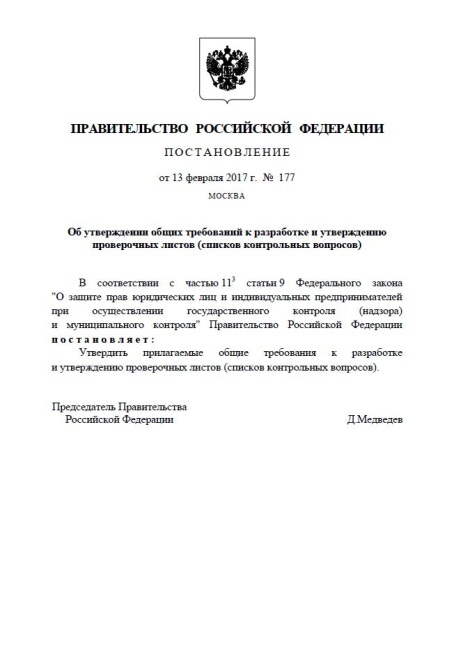 ПРАВИТЕЛЬСТВО РОССИЙСКОЙ ФЕДЕРАЦИИ
ПОСТАНОВЛЕНИЕ
от 13 февраля 2017 г. № 177
МОСКВА
Об утверждении общих требований к разработке и утверждению
проверочных листов (списков контрольных вопросов)
В соответствии с частью 11³ статьи 9 Федерального закона
"О защите прав юридических лиц и индивидуальных предпринимателей
при осуществлении государственного контроля (надзора)
и муниципального контроля" Правительство Российской Федерации
постановляет:
Утвердить прилагаемые общие требования к разработке
и утверждению проверочных листов (списков контрольных вопросов).
Председатель Правительства
Российской Федерации Д.Медведев